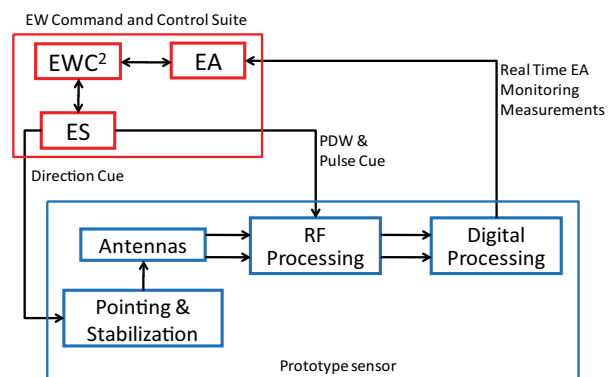 EW Command and Control Suite
EWC²
EA
Real Time EA
Monitoring
Measurements
ES
PDW &
Pulse Cue
Direction Cue
Antennas
RF
Processing
Digital
Processing
Pointing &
Stabilization
Prototype sensor